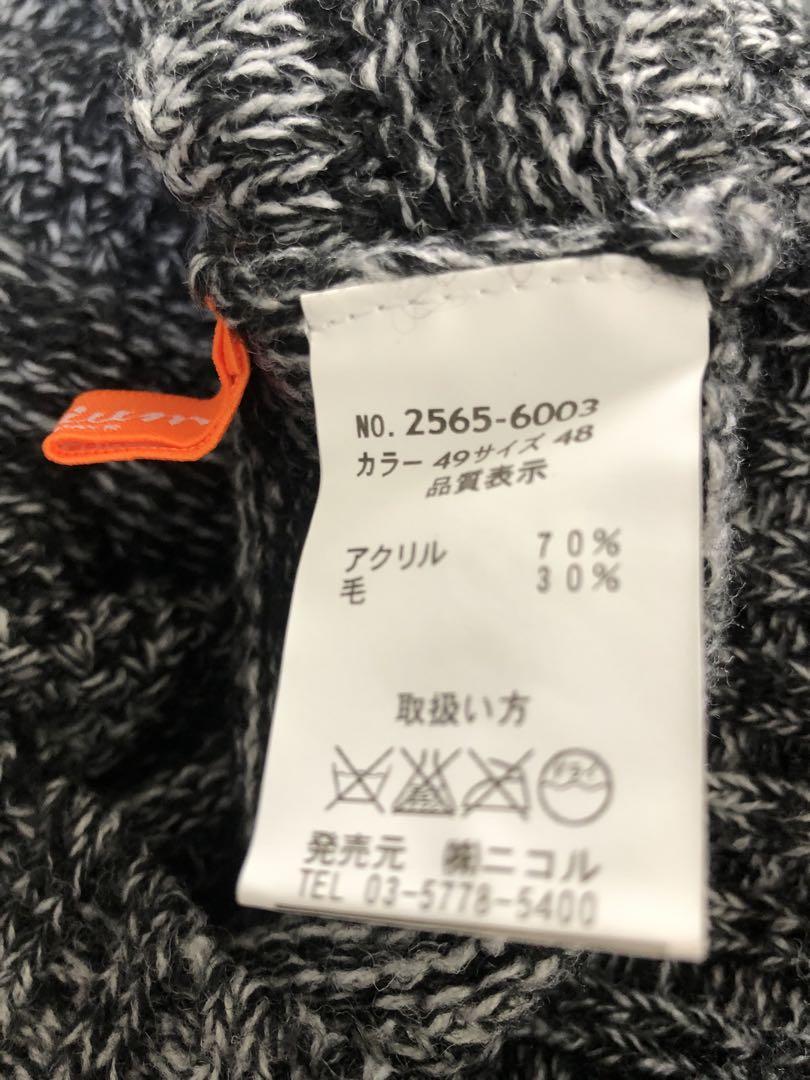 NO. 2565-6003
カラー 49サイズ 48
品質表示
アクリル 70%
毛 30%
取扱い方
ドライ
発売元 ㈱ニコル
TEL 03-5778-5400